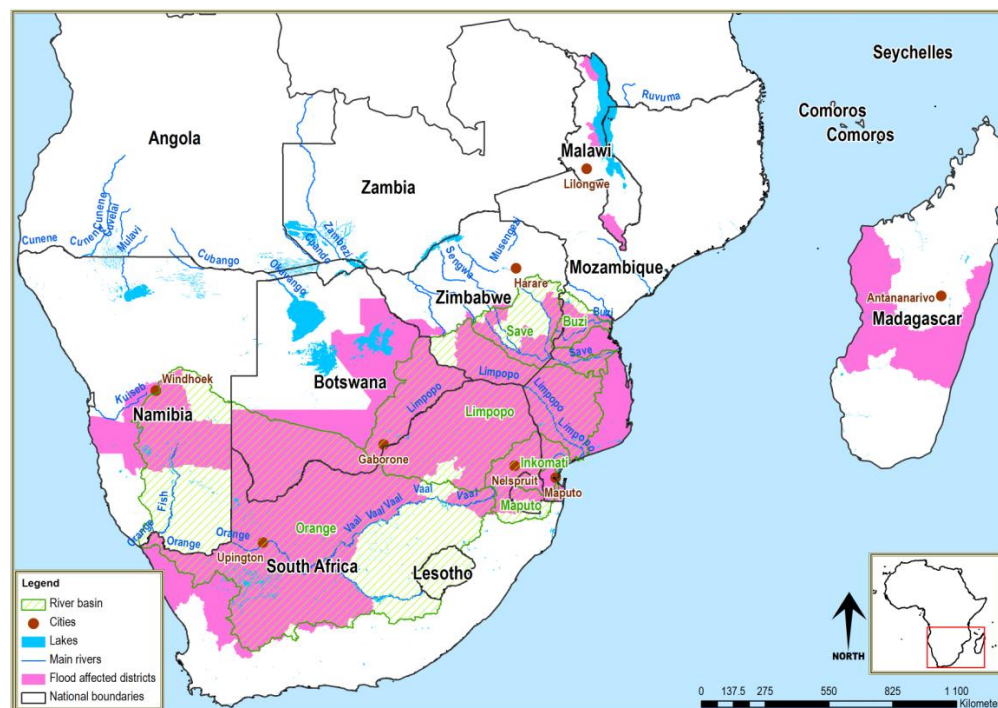 Seychelles
Ruvuma
Comoros
Comoros
Angola
Malawi
Lilongwe
Zambia
Cunene
Cunene
Cunene
Cuvelai
Mulavi
Cubango
Okavango
Cpando
Zambezi
Musengezi
Sengwe
Mozambique
Harare
Zimbabwe
Antananarivo
Madagascar
Save
Buzi
Buzi
Save
Botswana
Limpopo
Limpopo
Limpopo
Limpopo
Limpopo
Windhoek
Kuiseb
Namibia
Gaborone
Inkomati
Nelspruit
Maputo
Maputo
Fish
Vaal
Vaal
Vaal
Vaal
Vaal
Orange
Orange
Orange
Orange
Upington
South Africa
Lesotho
Legend
River basin
Cities
Lakes
Main rivers
Flood affected districts
National boundaries
NORTH
0 137.5 275 550 825 1 100
Kilomete